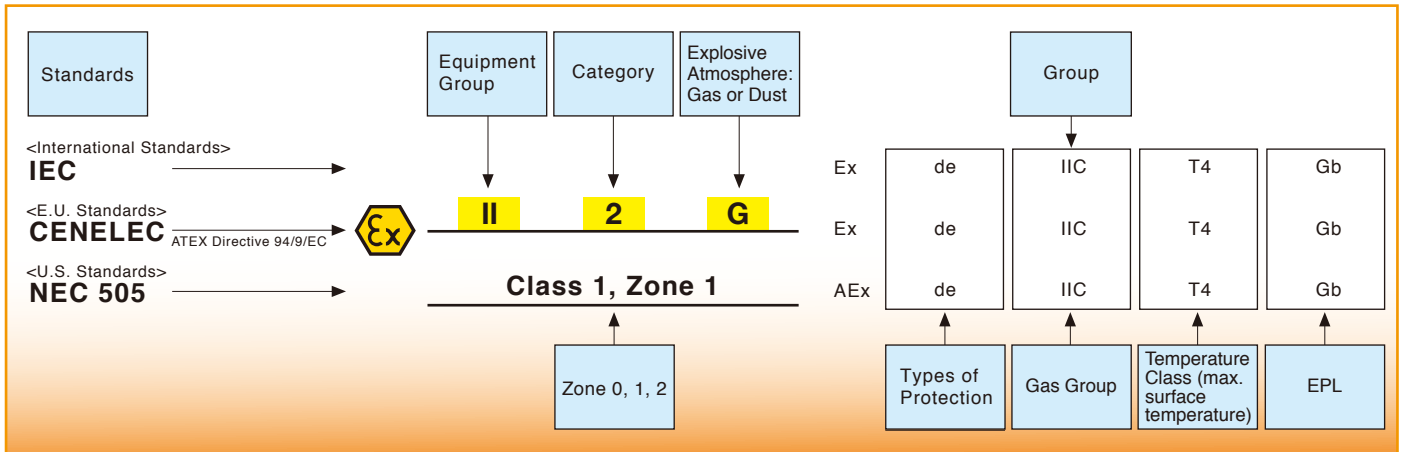 Standards
Equipment
Group
Category
Explosive
Atmosphere:
Gas or Dust
Group
<International Standards>
IEC
Ex de IIC T4 Gb
<E.U. Standards>
CENELEC ATEX Directive 94/9/EC
Ex
II 2 G
Ex de IIC T4 Gb
<U.S. Standards>
NEC 505
Class 1, Zone 1
AEx de IIC T4 Gb
Zone 0, 1, 2
Types of
Protection
Gas Group
Temperature
Class (max.
surface
temperature)
EPL